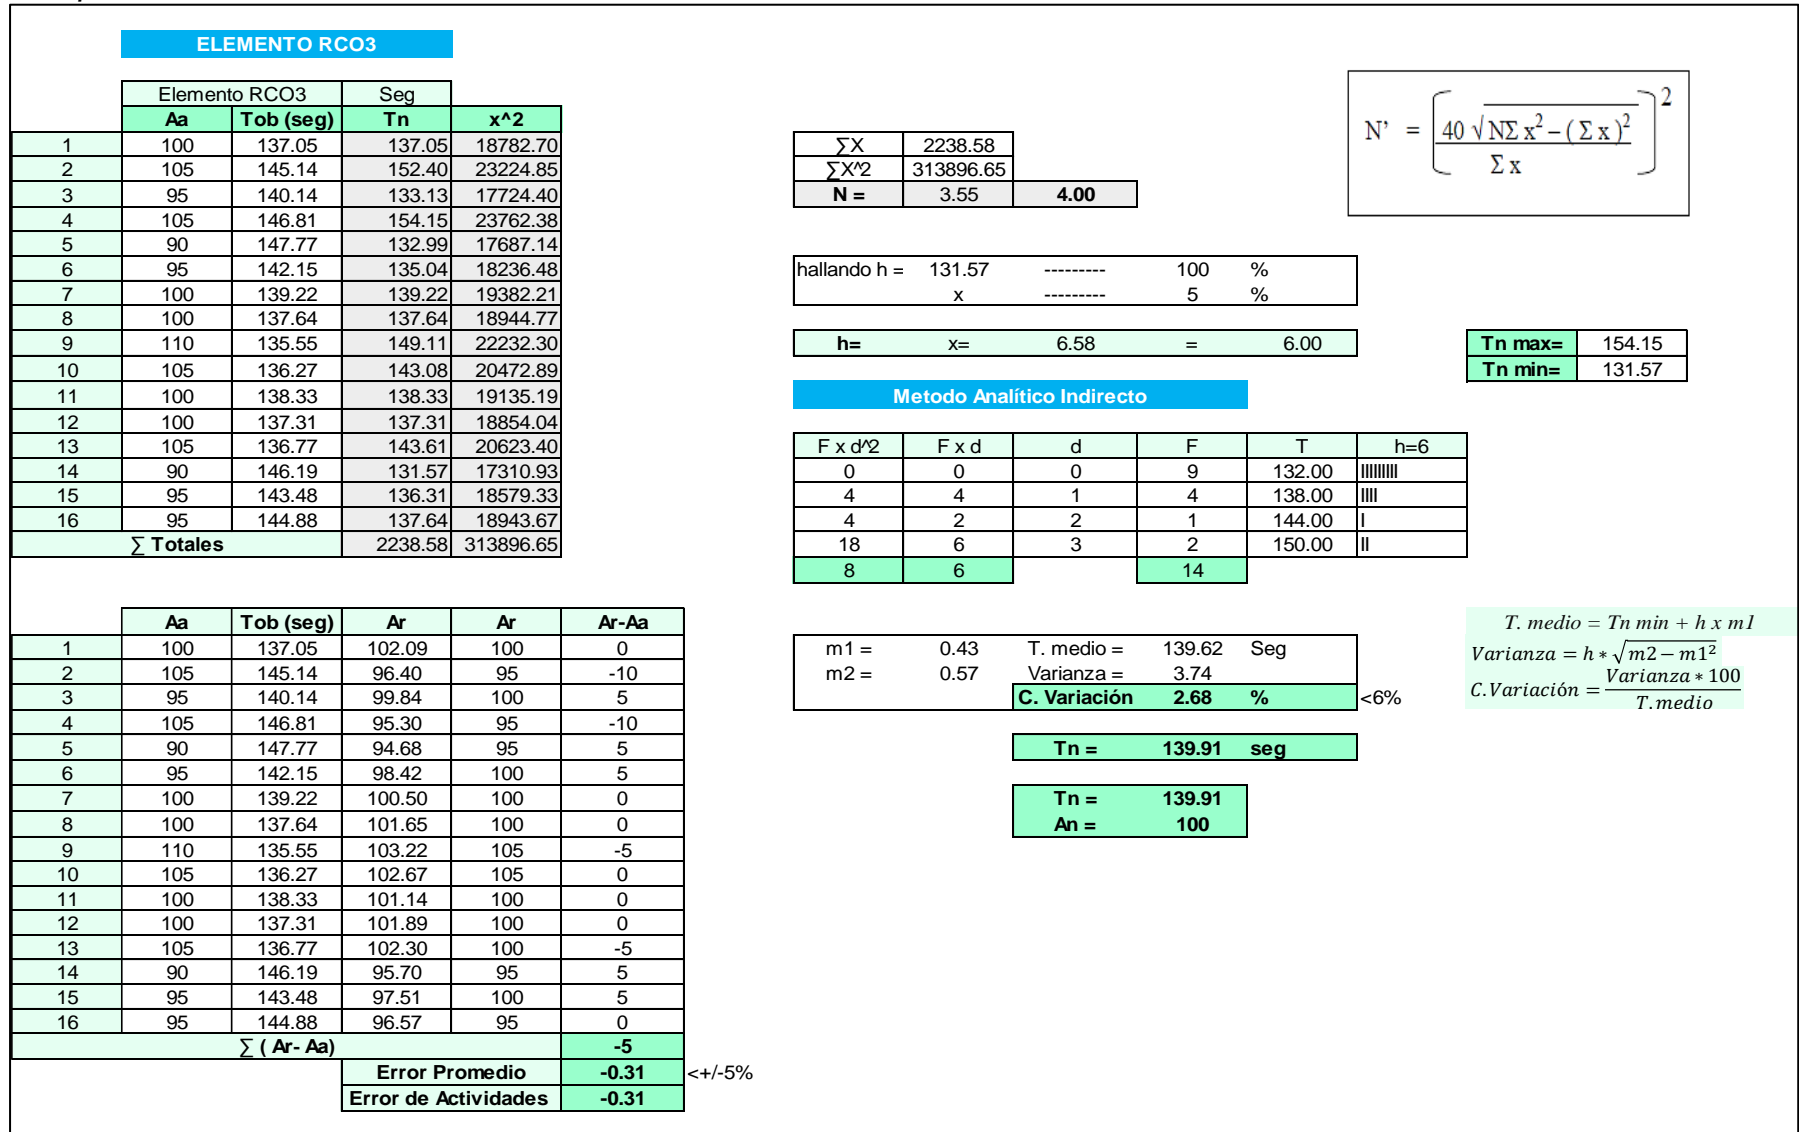 ELEMENTO RCO3
Elemento RCO3 Seg
Aa Tob (seg) Tn x^2
1 100 137.05 137.05 18782.70
2 105 145.14 152.40 23224.85
3 95 140.14 133.13 17724.40
4 105 146.81 154.15 23762.38
5 90 147.77 132.99 17687.14
6 95 142.15 135.04 18236.48
7 100 139.22 139.22 19382.21
8 100 137.64 137.64 18944.77
9 110 135.55 149.11 22232.30
10 105 136.27 143.08 20472.89
11 100 138.33 138.33 19135.19
12 100 137.31 137.31 18854.04
13 105 136.77 143.61 20623.40
14 90 146.19 131.57 17310.93
15 95 143.48 136.31 18579.33
16 95 144.88 137.64 18943.67
∑ Totales 2238.58 313896.65
∑X 2238.58
∑X^2 313896.65
N = 3.55 4.00
N' = [40 √NΣ x² – ( Σ x )² / Σ x]²
hallando h = 131.57 --------- 100 %
x --------- 5 %
h= x= 6.58 = 6.00
Tn max= 154.15
Tn min= 131.57
Metodo Analítico Indirecto
F x d^2 F x d d F T h=6
0 0 0 9 132.00 IIIIIIIII
4 4 1 4 138.00 IIII
4 2 2 1 144.00 I
18 6 3 2 150.00 II
8 6 14
Aa Tob (seg) Ar Ar Ar-Aa
1 100 137.05 102.09 100 0
2 105 145.14 96.40 95 -10
3 95 140.14 99.84 100 5
4 105 146.81 95.30 95 -10
5 90 147.77 94.68 95 5
6 95 142.15 98.42 100 5
7 100 139.22 100.50 100 0
8 100 137.64 101.65 100 0
9 110 135.55 103.22 105 -5
10 105 136.27 102.67 105 0
11 100 138.33 101.14 100 0
12 100 137.31 101.89 100 0
13 105 136.77 102.30 100 -5
14 90 146.19 95.70 95 5
15 95 143.48 97.51 100 5
16 95 144.88 96.57 95 0
∑ ( Ar- Aa) -5
Error Promedio -0.31 <+/-5%
Error de Actividades -0.31
m1 = 0.43 T. medio = 139.62 Seg
m2 = 0.57 Varianza = 3.74
C. Variación 2.68 % <6%
T. medio = Tn min + h x m1
Varianza = h * √m2 − m1²
C.Variación = Varianza * 100 / T.medio
Tn = 139.91 seg
Tn = 139.91
An = 100